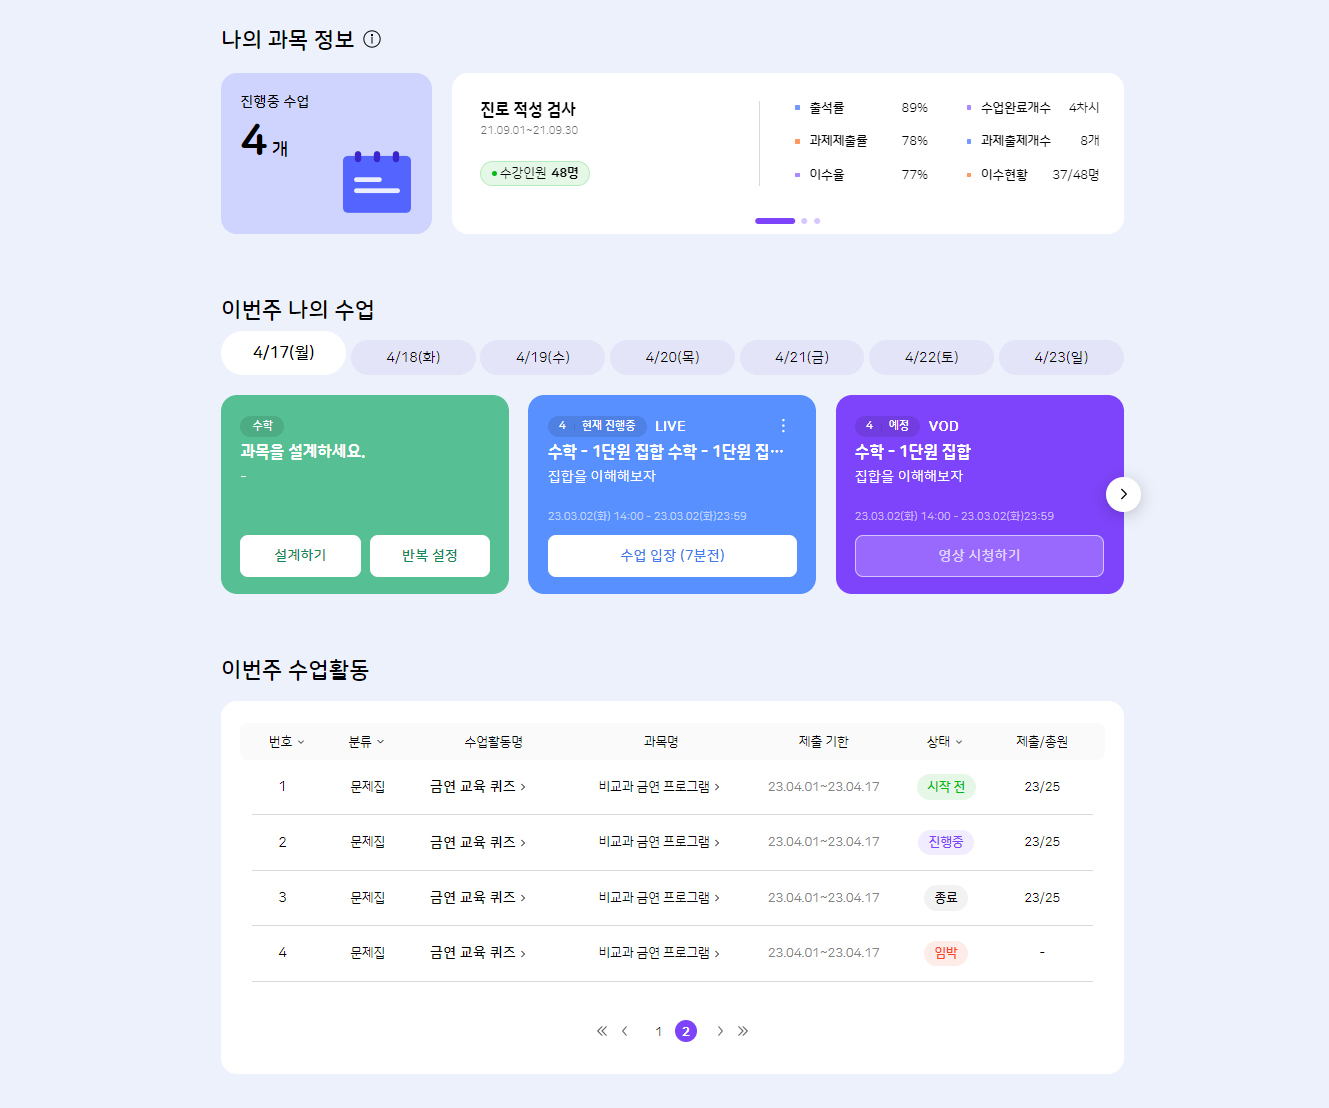 나의 과목 정보
진행중 수업
4 개
진로 적성 검사
21.09.01~21.09.30
수강인원 48명
출석률 89%
과제제출률 78%
이수율 77%
수업완료개수 4차시
과제출제개수 8개
이수현황 37/48명
이번주 나의 수업
4/17(월) 4/18(화) 4/19(수) 4/20(목) 4/21(금) 4/22(토) 4/23(일)
수학
과목을 설계하세요.
-
설계하기 반복 설정
4 현재 진행중 LIVE
수학 - 1단원 집합 수학 - 1단원 집…
집합을 이해해보자
23.03.02(화) 14:00 - 23.03.02(화)23:59
수업 입장 (7분전)
4 예정 VOD
수학 - 1단원 집합
집합을 이해해보자
23.03.02(화) 14:00 - 23.03.02(화)23:59
영상 시청하기
이번주 수업활동
번호 분류 수업활동명 과목명 제출 기한 상태 제출/총원
1 문제집 금연 교육 퀴즈 비교과 금연 프로그램 23.04.01~23.04.17 시작 전 23/25
2 문제집 금연 교육 퀴즈 비교과 금연 프로그램 23.04.01~23.04.17 진행중 23/25
3 문제집 금연 교육 퀴즈 비교과 금연 프로그램 23.04.01~23.04.17 종료 23/25
4 문제집 금연 교육 퀴즈 비교과 금연 프로그램 23.04.01~23.04.17 임박 -
1 2